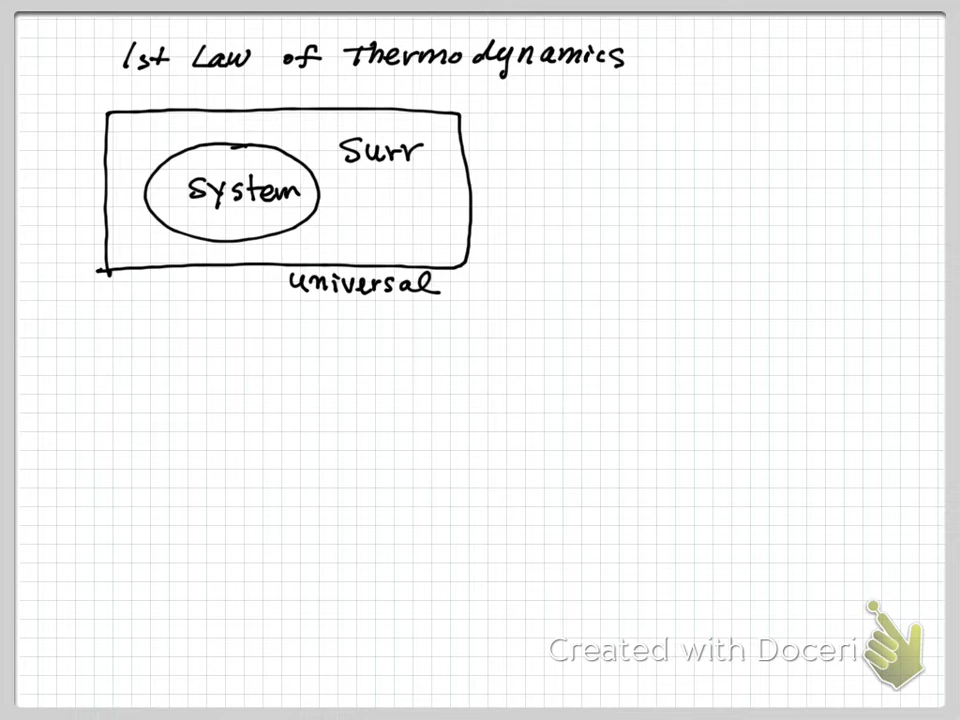 1st Law of Thermodynamics
Surr
System
universal
Created with Doceri